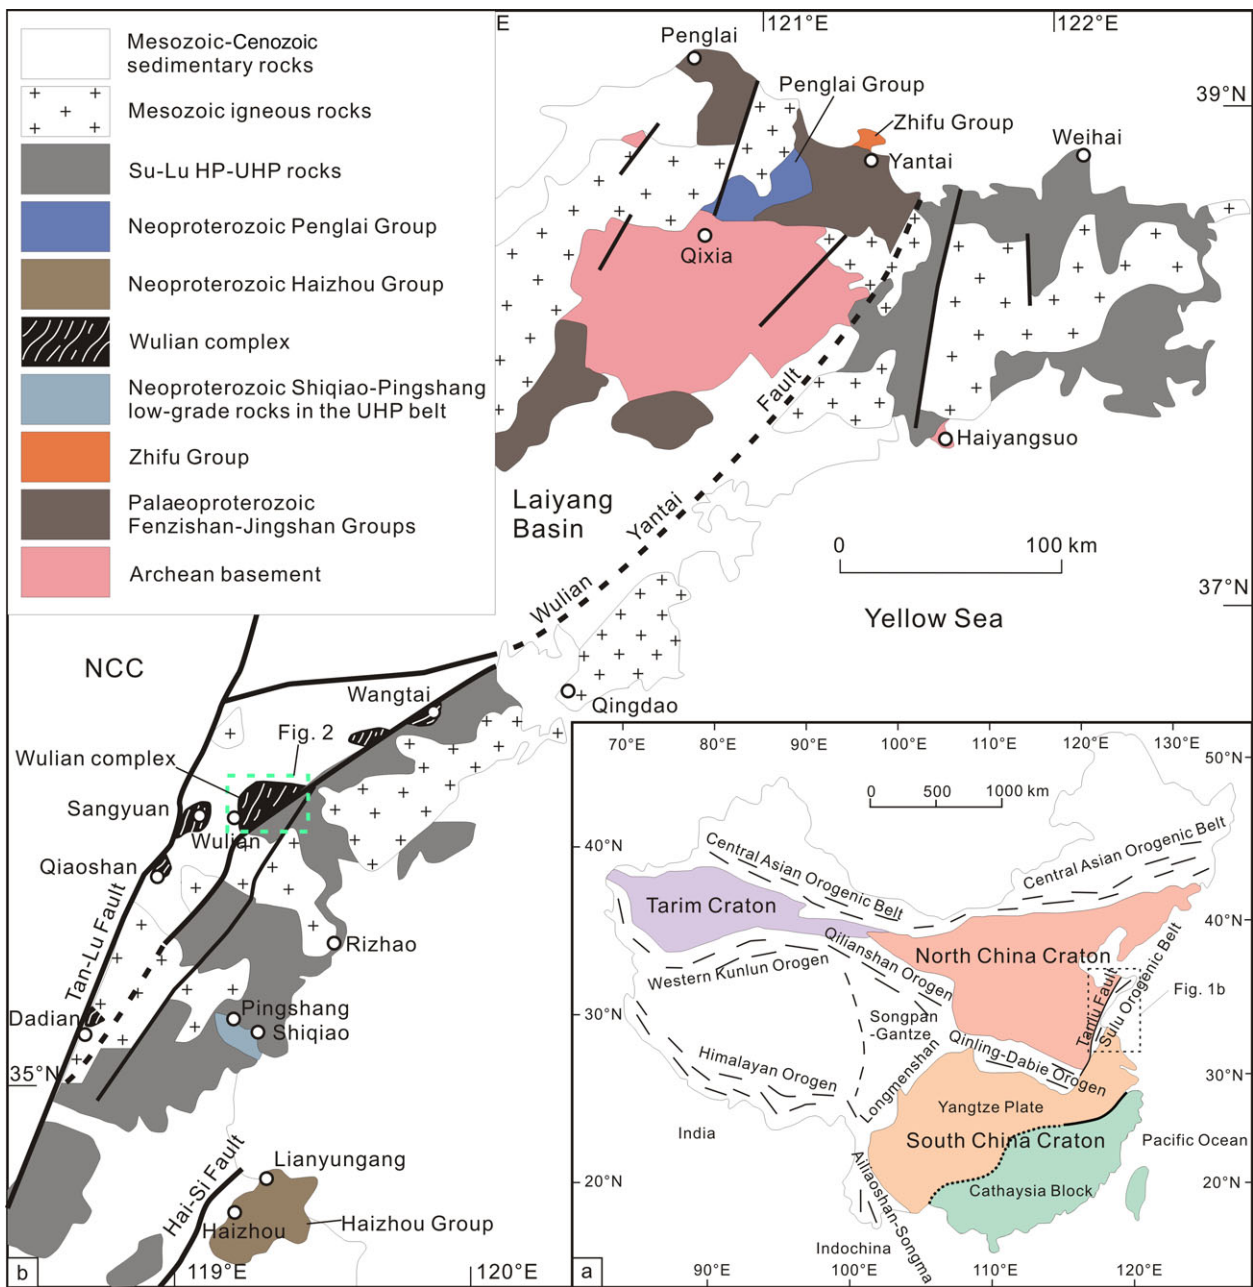 Mesozoic-Cenozoic
sedimentary rocks
Mesozoic igneous rocks
Su-Lu HP-UHP rocks
Neoproterozoic Penglai Group
Neoproterozoic Haizhou Group
Wulian complex
Neoproterozoic Shiqiao-Pingshang
low-grade rocks in the UHP belt
Zhifu Group
Palaeoproterozoic
Fenzishan-Jingshan Groups
Archean basement
E
121°E
122°E
39°N
37°N
Penglai
Penglai Group
Zhifu Group
Yantai
Weihai
Qixia
Haiyangsuo
Laiyang
Basin
Wulian
Yantai
Fault
0
100 km
Yellow Sea
NCC
Wangtai
Qingdao
Fig. 2
Wulian complex
Sangyuan
Wulian
Qiaoshan
Tan-Lu Fault
Rizhao
Pingshang
Shiqiao
Dadian
35°N
Lianyungang
Hai-Si Fault
Haizhou
Haizhou Group
b
119°E
120°E
70°E
80°E
90°E
100°E
110°E
120°E
130°E
50°N
0
500
1000 km
40°N
Central Asian Orogenic Belt
Central Asian Orogenic Belt
40°N
Tarim Craton
North China Craton
Western Kunlun Orogen
Qilianshan Orogen
Tanlu Fault
Sulu Orogenic Belt
Fig. 1b
30°N
Songpan
-Gantze
Himalayan Orogen
Longmenshan
Qinling-Dabie Orogen
30°N
Yangtze Plate
India
South China Craton
Pacific Ocean
20°N
Ailiaoshan-Songma
Cathaysia Block
20°N
Indochina
a
90°E
100°E
110°E
120°E